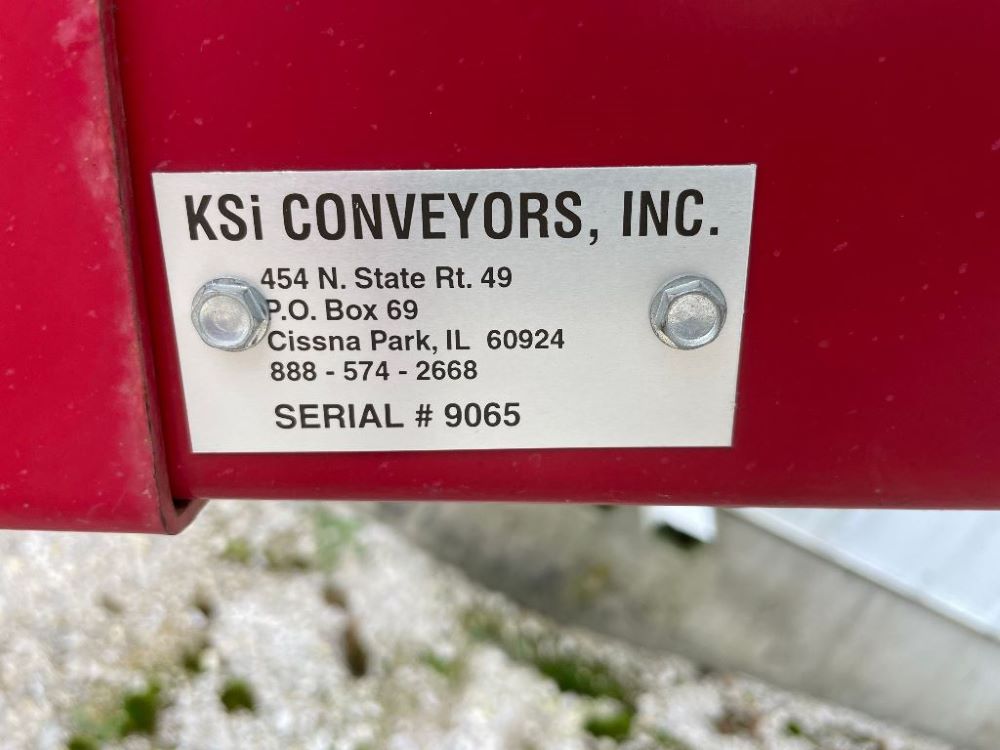 KSi CONVEYORS, INC.
454 N. State Rt. 49
P.O. Box 69
Cissna Park, IL 60924
888 - 574 - 2668
SERIAL # 9065